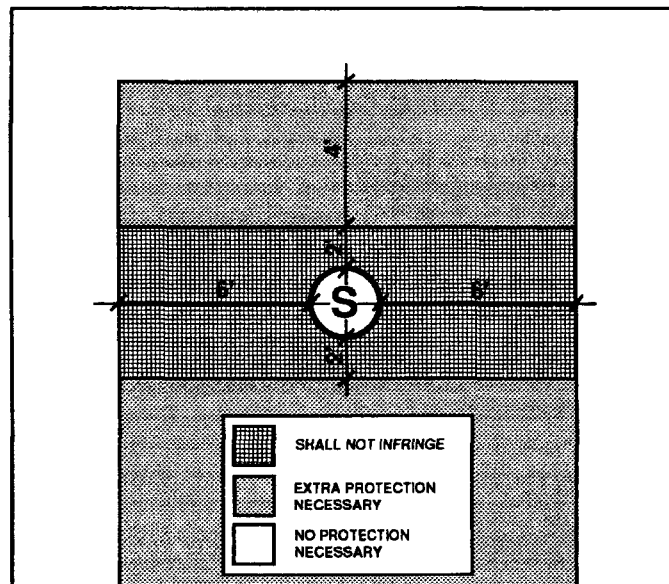 4'
2'
6'
S
6'
2'
SHALL NOT INFRINGE
EXTRA PROTECTION
NECESSARY
NO PROTECTION
NECESSARY